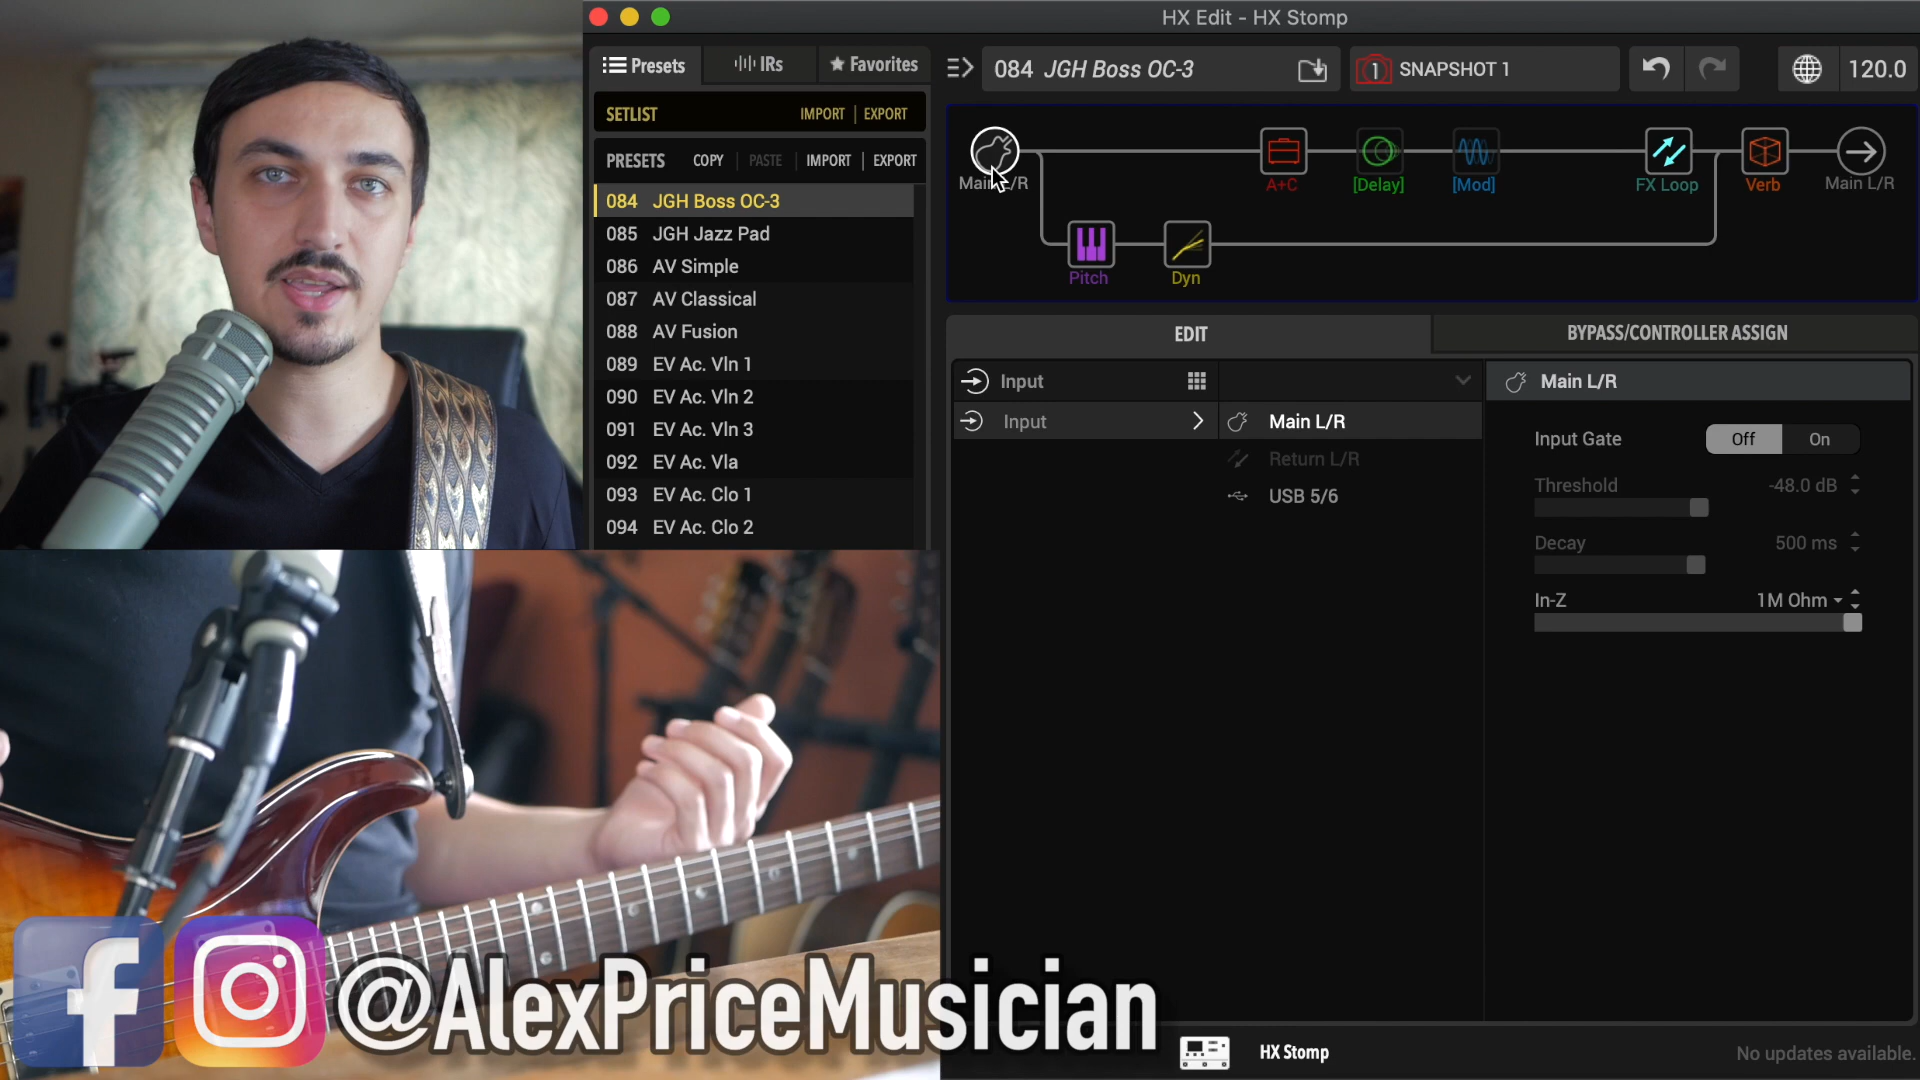 HX Edit - HX Stomp
Presets
IRs
Favorites
084 JGH Boss OC-3
1 SNAPSHOT 1
120.0
SETLIST IMPORT | EXPORT
PRESETS COPY | PASTE | IMPORT | EXPORT
084 JGH Boss OC-3
085 JGH Jazz Pad
086 AV Simple
087 AV Classical
088 AV Fusion
089 EV Ac. Vln 1
090 EV Ac. Vln 2
091 EV Ac. Vln 3
092 EV Ac. Vla
093 EV Ac. Clo 1
094 EV Ac. Clo 2
Main L/R
A+C
[Delay]
[Mod]
FX Loop
Verb
Main L/R
Pitch
Dyn
EDIT
BYPASS/CONTROLLER ASSIGN
Input
Input
Main L/R
Return L/R
USB 5/6
Main L/R
Input Gate Off On
Threshold -48.0 dB
Decay 500 ms
In-Z 1M Ohm
f @AlexPriceMusician
HX Stomp
No updates available.